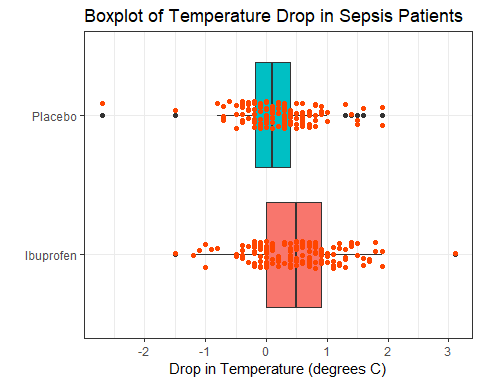 Boxplot of Temperature Drop in Sepsis Patients
Placebo
Ibuprofen
-2 -1 0 1 2 3
Drop in Temperature (degrees C)